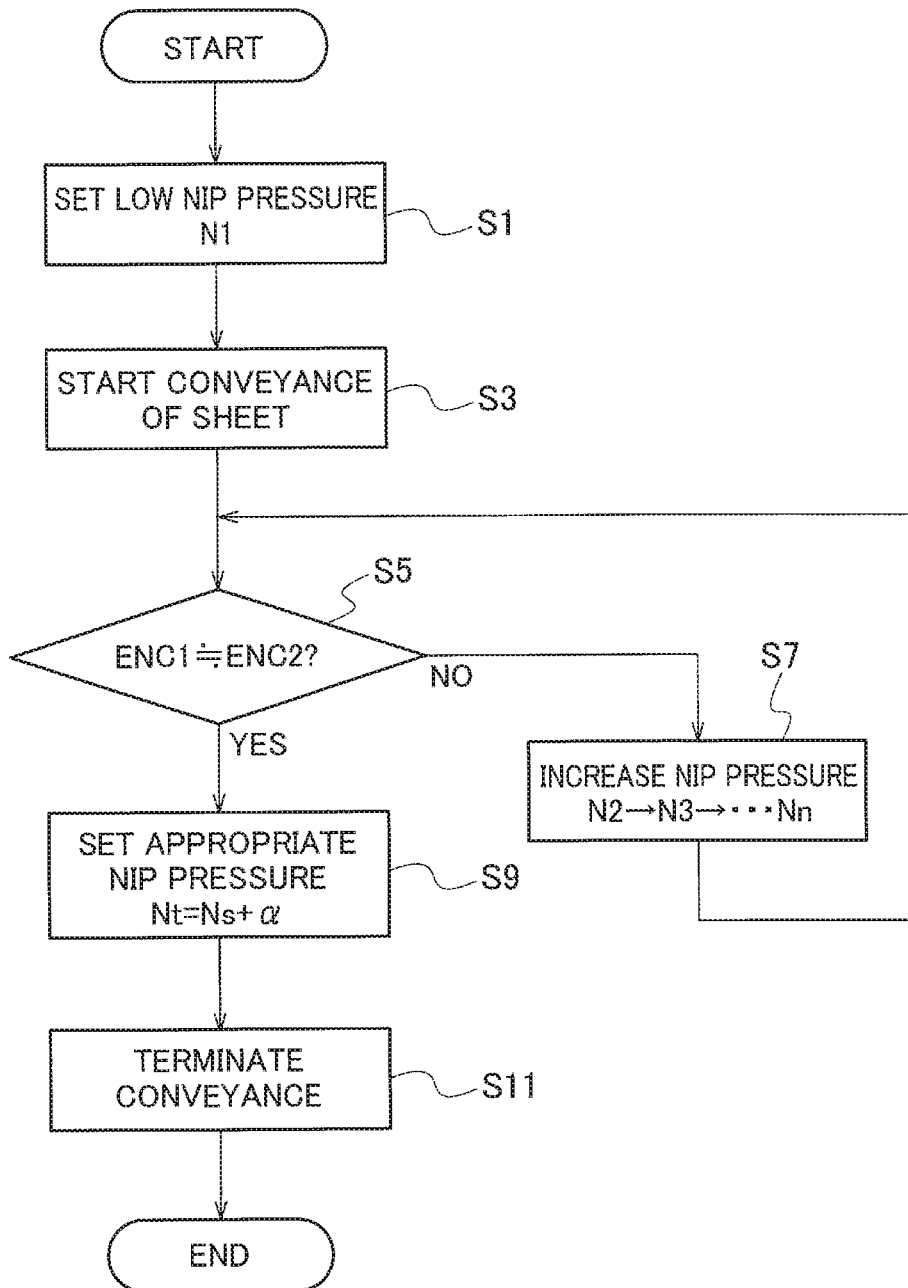 START
SET LOW NIP PRESSURE
N1
S1
START CONVEYANCE
OF SHEET
S3
S5
ENC1≒ENC2?
NO
YES
S7
INCREASE NIP PRESSURE
N2→N3→･･･Nn
SET APPROPRIATE
NIP PRESSURE
Nt=Ns+α
S9
TERMINATE
CONVEYANCE
S11
END